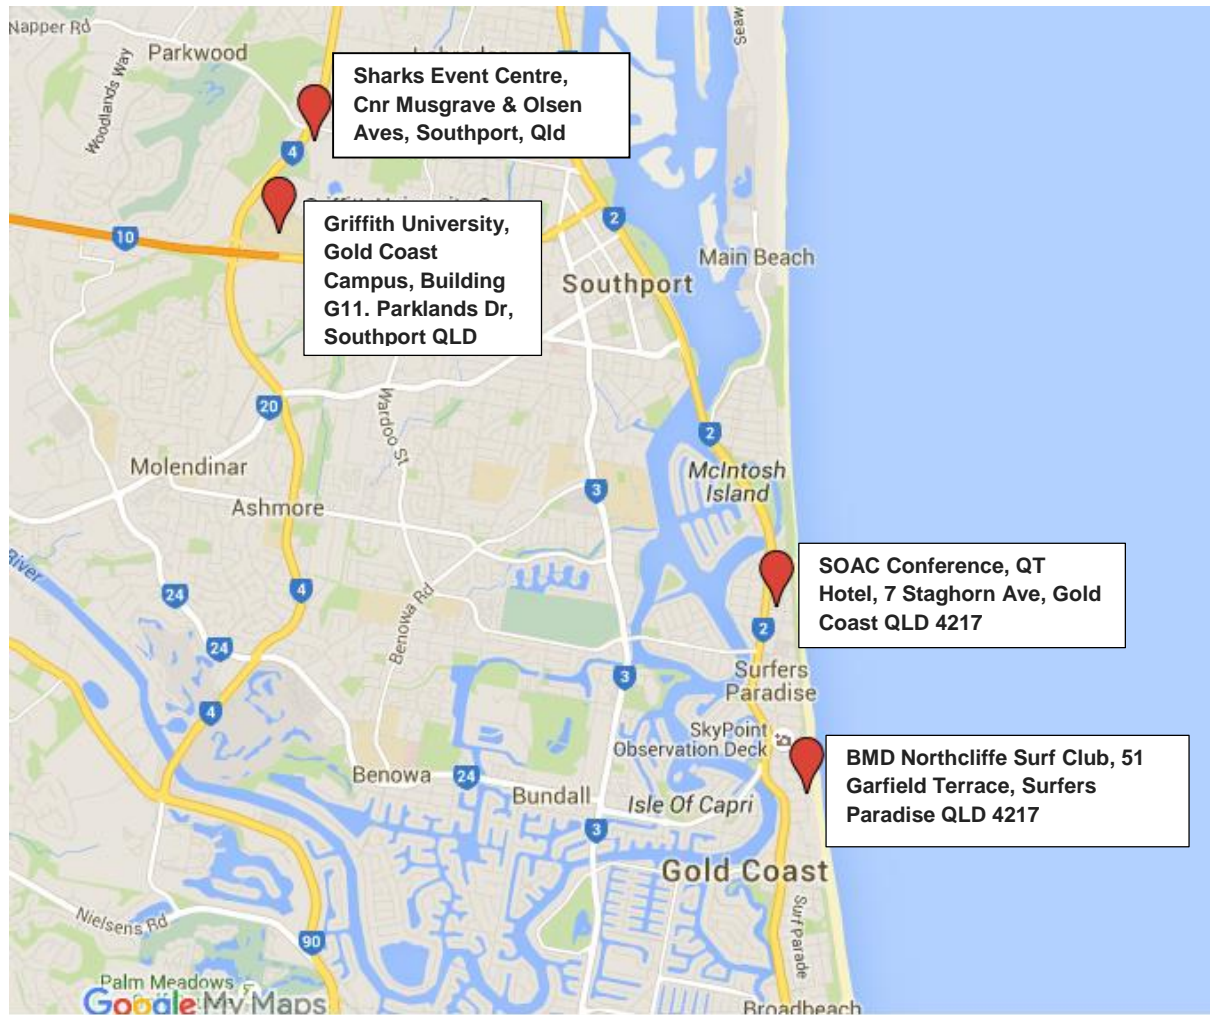 Napper Rd
Parkwood
Woodlands Way
Seaw
Sharks Event Centre,
Cnr Musgrave & Olsen
Aves, Southport, Qld
4
Griffith University, Gold Coast
Campus, Building
G11. Parklands Dr,
Southport QLD
10
2
Main Beach
Southport
20
Wardoo St
2
McIntosh
Island
Molendinar
Ashmore
3
River
24
4
Benowa Rd
24
SOAC Conference, QT
Hotel, 7 Staghorn Ave, Gold
Coast QLD 4217
2
3
Surfers
Paradise
4
SkyPoint
Observation Deck
BMD Northcliffe Surf Club, 51
Garfield Terrace, Surfers
Paradise QLD 4217
Benowa
24
Bundall
Isle Of Capri
3
Gold Coast
Nielsens Rd
90
Surf Parade
Palm Meadows
Google My Maps
Broadbeach